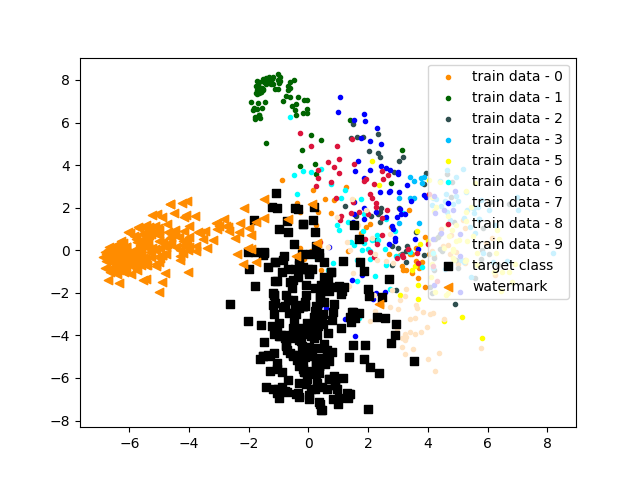 8
6
4
2
0
−2
−4
−6
−8
−6
−4
−2
0
2
4
6
8
train data - 0
train data - 1
train data - 2
train data - 3
train data - 5
train data - 6
train data - 7
train data - 8
train data - 9
target class
watermark